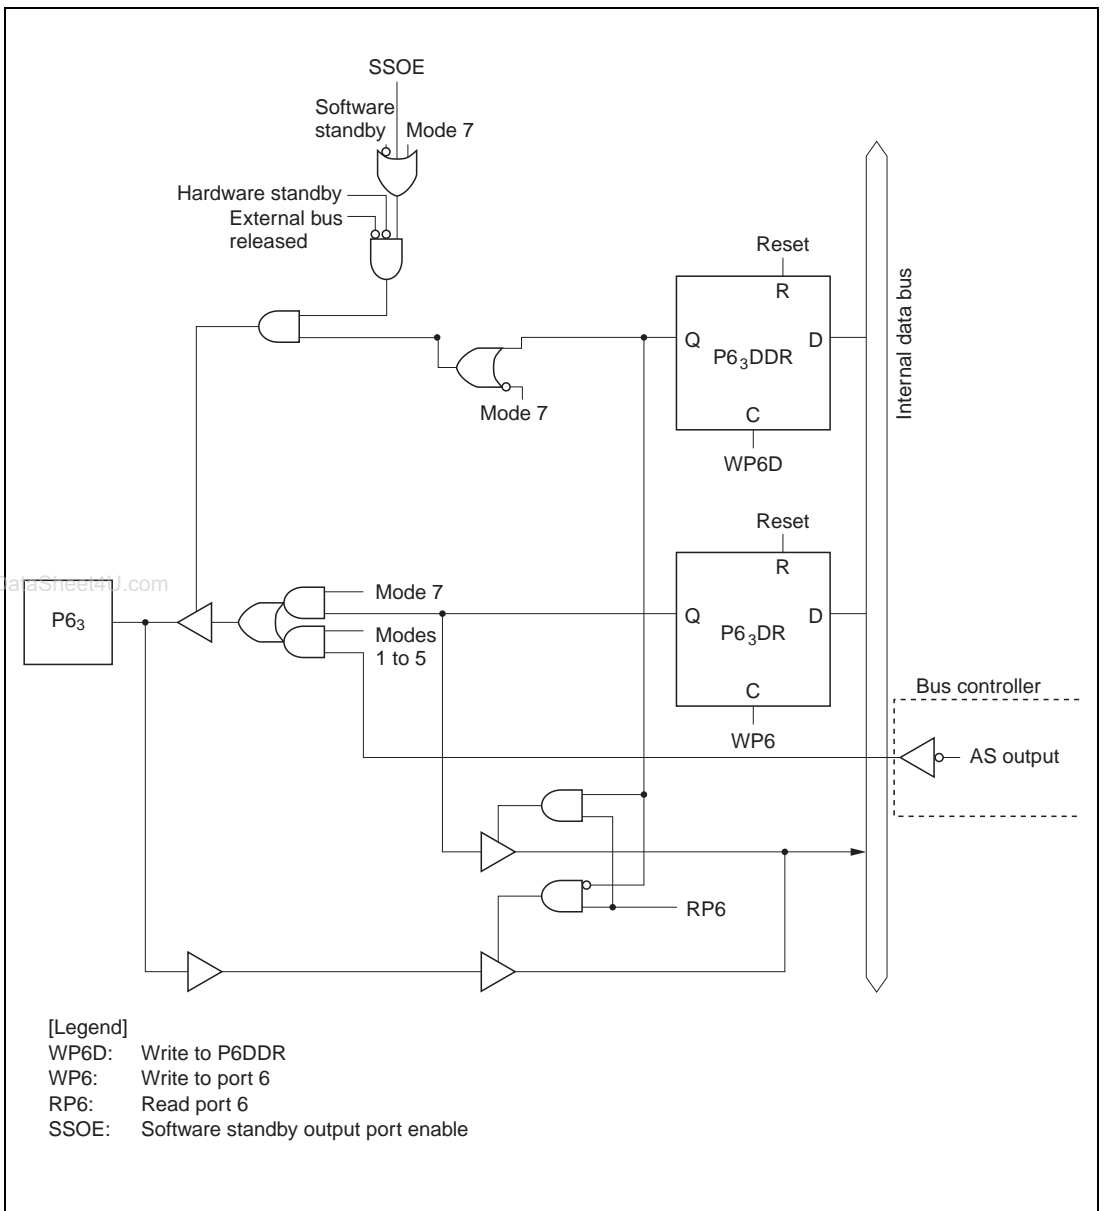 SSOE
Software
standby
Mode 7
Hardware standby
External bus
released
Reset
R
Q
P6₃DDR
D
C
WP6D
Mode 7
Internal data bus
Reset
R
Q
P6₃DR
D
C
WP6
DataSheet4U.com
P6₃
Mode 7
Modes
1 to 5
Bus controller
AS output
RP6
[Legend]
WP6D: Write to P6DDR
WP6: Write to port 6
RP6: Read port 6
SSOE: Software standby output port enable